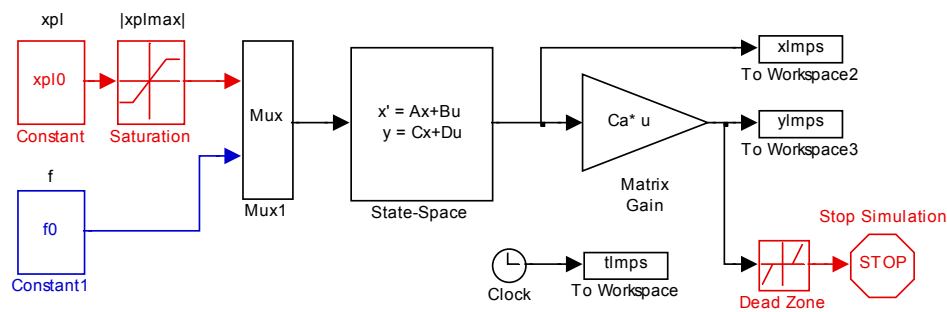 xpl
|xplmax|
xpl0
Constant
Saturation
Mux
Mux1
x' = Ax+Bu
y = Cx+Du
State-Space
Ca* u
Matrix
Gain
xlmps
To Workspace2
ylmps
To Workspace3
f
f0
Constant1
Clock
tlmps
To Workspace
Dead Zone
Stop Simulation
STOP